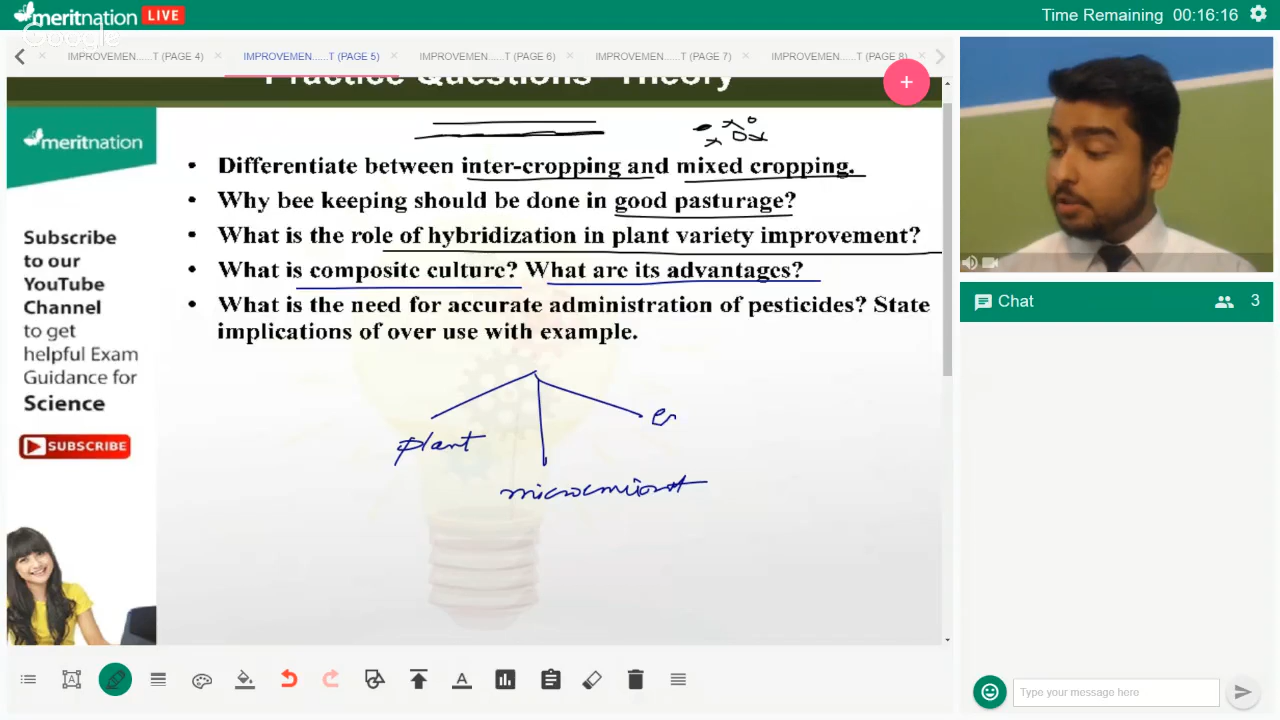 meritnation LIVE
Google
Time Remaining 00:16:16
IMPROVEMEN......T (PAGE 4) × IMPROVEMEN......T (PAGE 5) × IMPROVEMEN......T (PAGE 6) × IMPROVEMEN......T (PAGE 7) × IMPROVEMEN......T (PAGE 8) ×
Practice Questions Theory
meritnation
• Differentiate between inter-cropping and mixed cropping.
• Why bee keeping should be done in good pasturage?
• What is the role of hybridization in plant variety improvement?
• What is composite culture? What are its advantages?
• What is the need for accurate administration of pesticides? State
implications of over use with example.
Subscribe
to our
YouTube
Channel
to get
helpful Exam
Guidance for
Science
SUBSCRIBE
plant
Chat 3
Type your message here